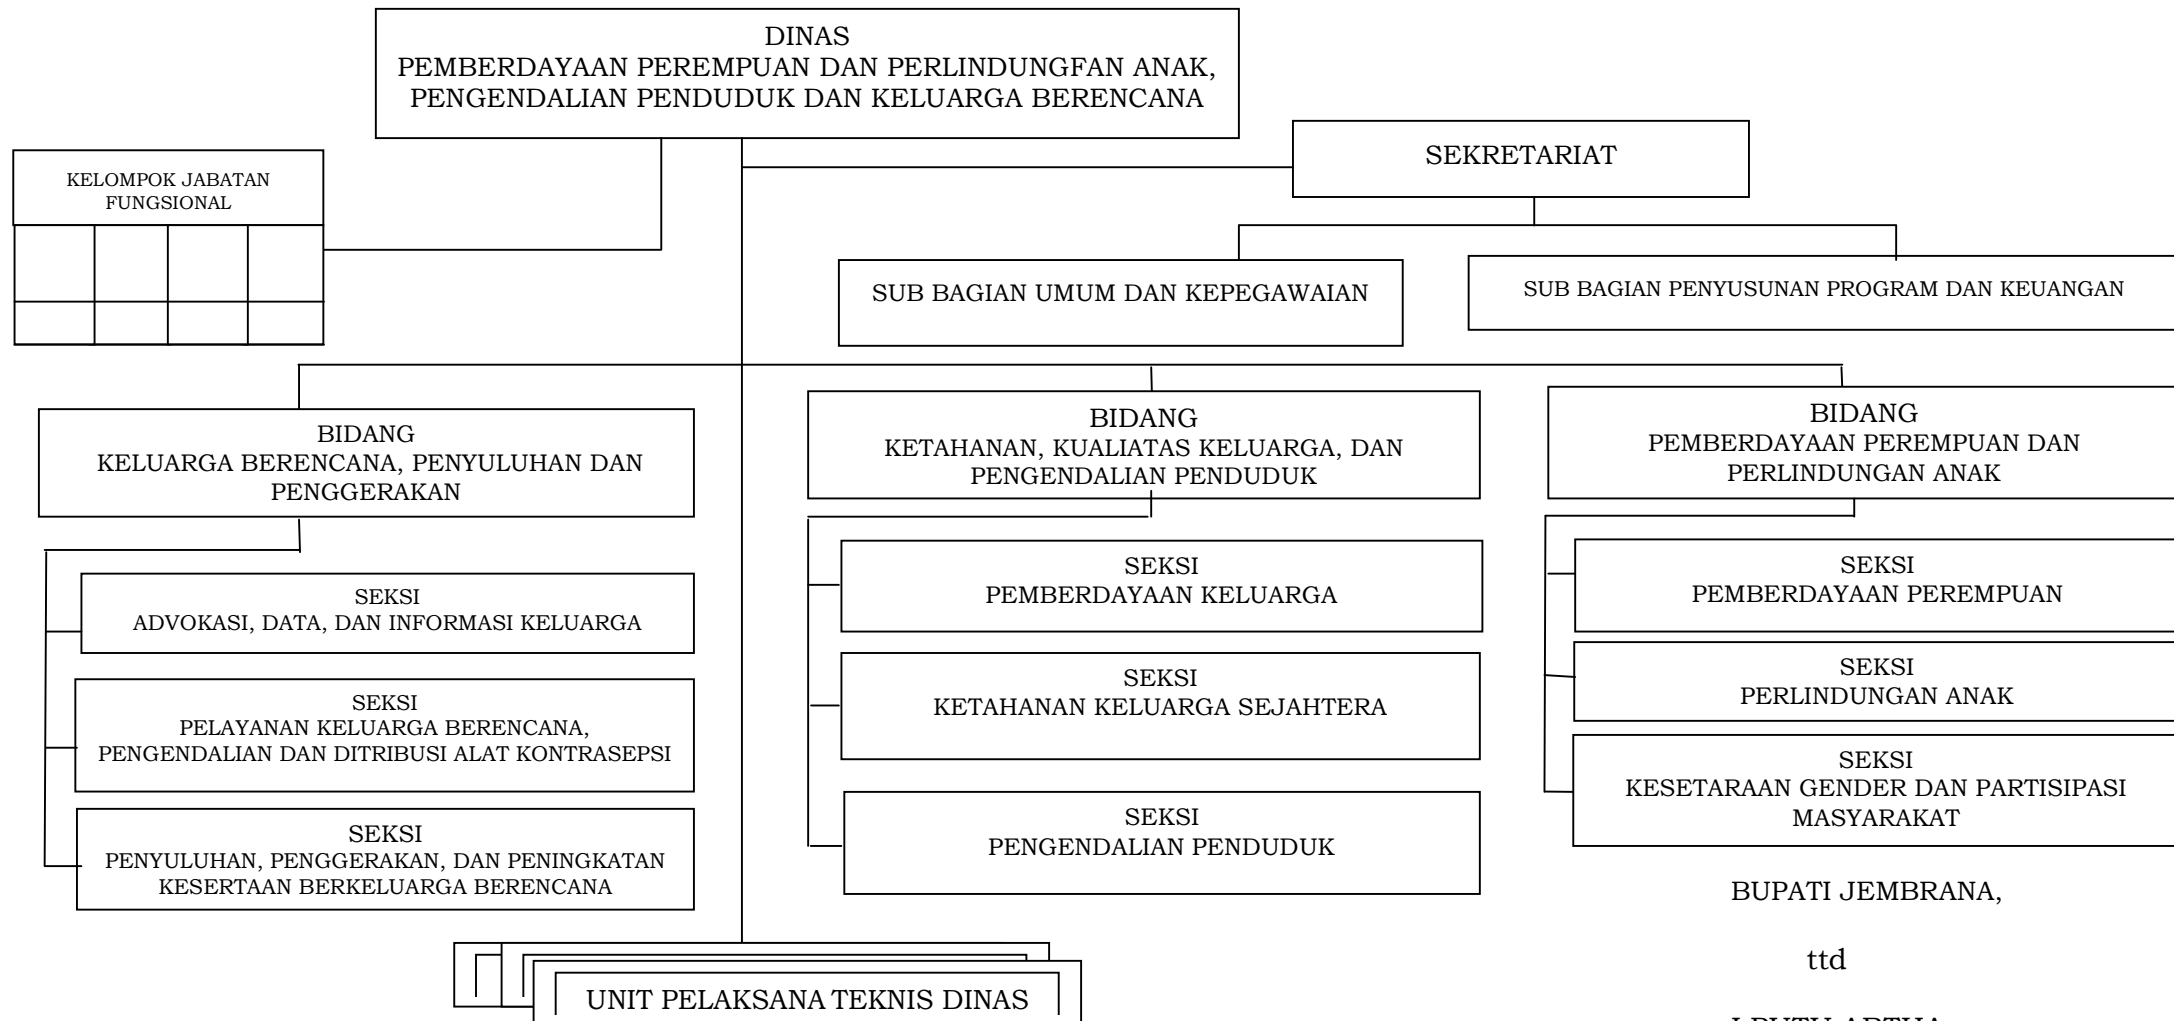 DINAS
PEMBERDAYAAN PEREMPUAN DAN PERLINDUNGFAN ANAK,
PENGENDALIAN PENDUDUK DAN KELUARGA BERENCANA
SEKRETARIAT
KELOMPOK JABATAN
FUNGSIONAL
SUB BAGIAN UMUM DAN KEPEGAWAIAN
SUB BAGIAN PENYUSUNAN PROGRAM DAN KEUANGAN
BIDANG
KELUARGA BERENCANA, PENYULUHAN DAN
PENGGERAKAN
BIDANG
KETAHANAN, KUALIATAS KELUARGA, DAN
PENGENDALIAN PENDUDUK
BIDANG
PEMBERDAYAAN PEREMPUAN DAN
PERLINDUNGAN ANAK
SEKSI
ADVOKASI, DATA, DAN INFORMASI KELUARGA
SEKSI
PELAYANAN KELUARGA BERENCANA,
PENGENDALIAN DAN DITRIBUSI ALAT KONTRASEPSI
SEKSI
PENYULUHAN, PENGGERAKAN, DAN PENINGKATAN
KESERTAAN BERKELUARGA BERENCANA
SEKSI
PEMBERDAYAAN KELUARGA
SEKSI
KETAHANAN KELUARGA SEJAHTERA
SEKSI
PENGENDALIAN PENDUDUK
SEKSI
PEMBERDAYAAN PEREMPUAN
SEKSI
PERLINDUNGAN ANAK
SEKSI
KESETARAAN GENDER DAN PARTISIPASI
MASYARAKAT
UNIT PELAKSANA TEKNIS DINAS
BUPATI JEMBRANA,
ttd
I PUTU ARTHA